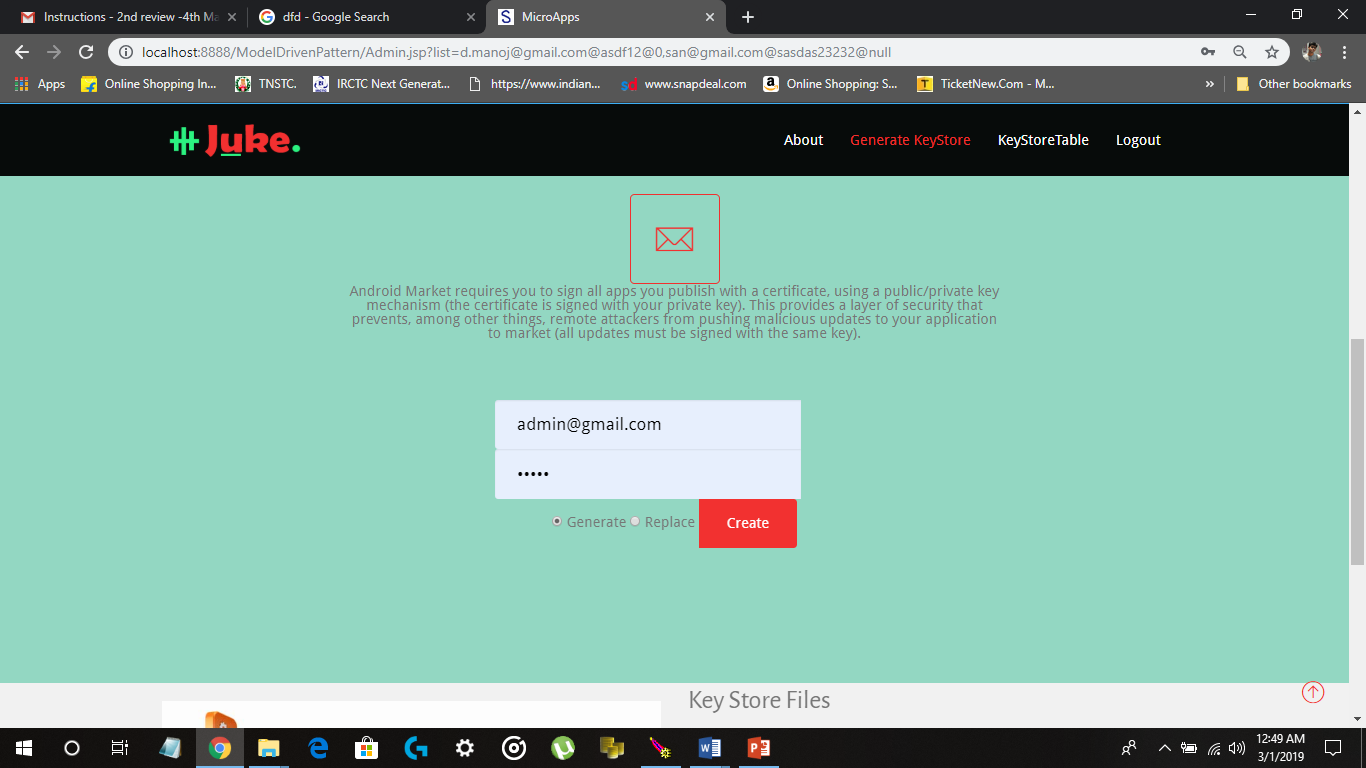 Instructions - 2nd review -4th Ma
dfd - Google Search
MicroApps
localhost:8888/ModelDrivenPattern/Admin.jsp?list=d.manoj@gmail.com@asdf12@0,san@gmail.com@sasdas23232@null
Apps
Online Shopping In...
TNSTC.
IRCTC Next Generat...
https://www.indian...
www.snapdeal.com
Online Shopping: S...
TicketNew.Com - M...
»
Other bookmarks
Juke.
About
Generate KeyStore
KeyStoreTable
Logout
Android Market requires you to sign all apps you publish with a certificate, using a public/private key
mechanism (the certificate is signed with your private key). This provides a layer of security that
prevents, among other things, remote attackers from pushing malicious updates to your application
to market (all updates must be signed with the same key).
admin@gmail.com
•••••
Generate Replace Create
Key Store Files
12:49 AM
3/1/2019